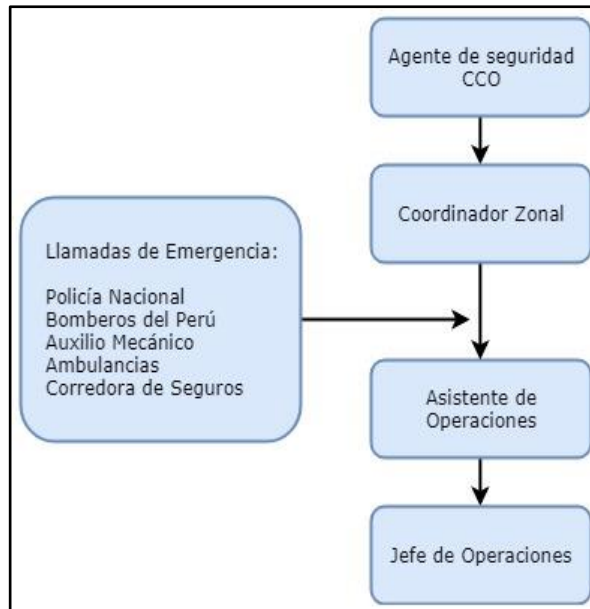 Agente de seguridad
CCO
Coordinador Zonal
Llamadas de Emergencia:
Policía Nacional
Bomberos del Perú
Auxilio Mecánico
Ambulancias
Corredora de Seguros
Asistente de
Operaciones
Jefe de Operaciones